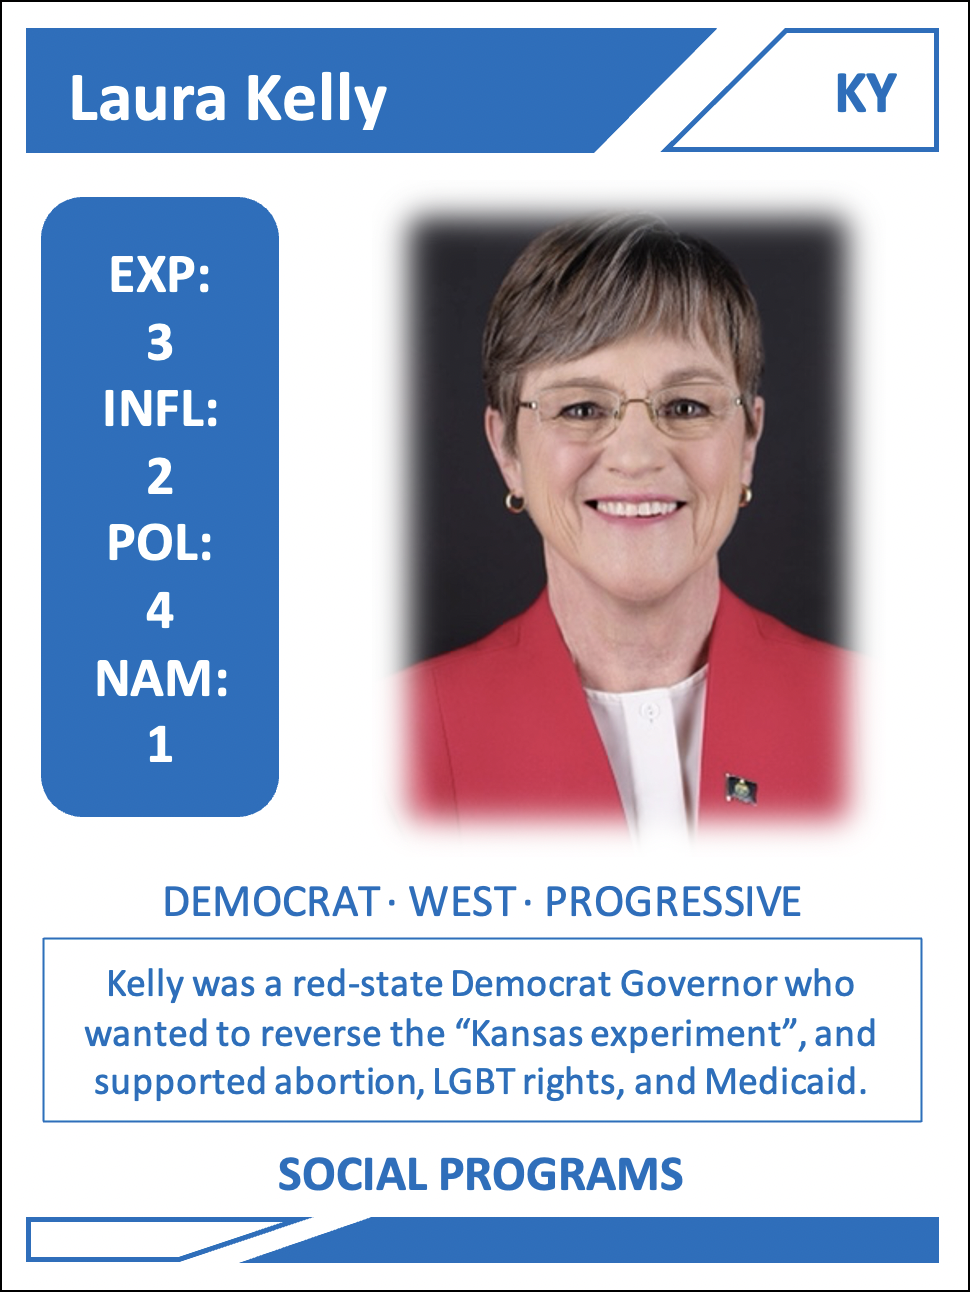 Laura Kelly
KY
EXP:
3
INFL:
2
POL:
4
NAM:
1
DEMOCRAT · WEST · PROGRESSIVE
Kelly was a red-state Democrat Governor who
wanted to reverse the “Kansas experiment”, and
supported abortion, LGBT rights, and Medicaid.
SOCIAL PROGRAMS